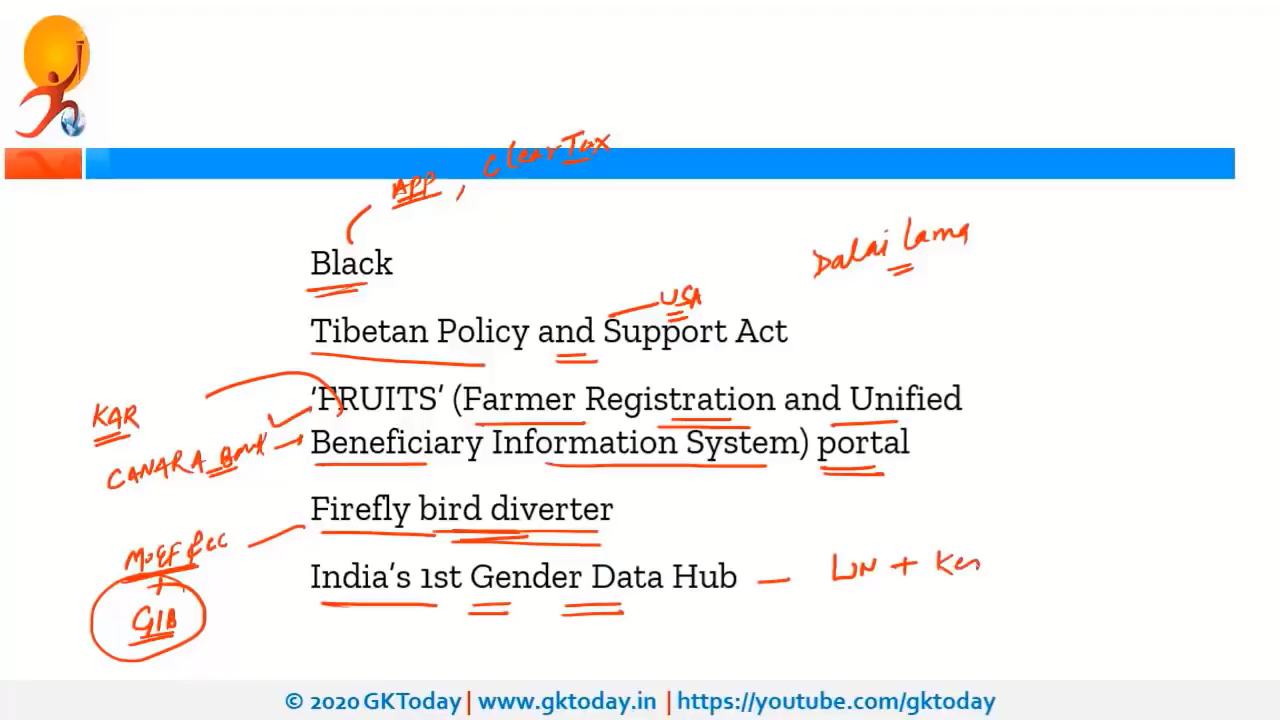 APP, ClearTax
Black
Dalai Lama
USA
Tibetan Policy and Support Act
KAR
'FRUITS' (Farmer Registration and Unified
CANARA Bank
Beneficiary Information System) portal
Firefly bird diverter
MoEF&CC
+
GIB
India's 1st Gender Data Hub – UN + Ker
© 2020 GKToday | www.gktoday.in | https://youtube.com/gktoday